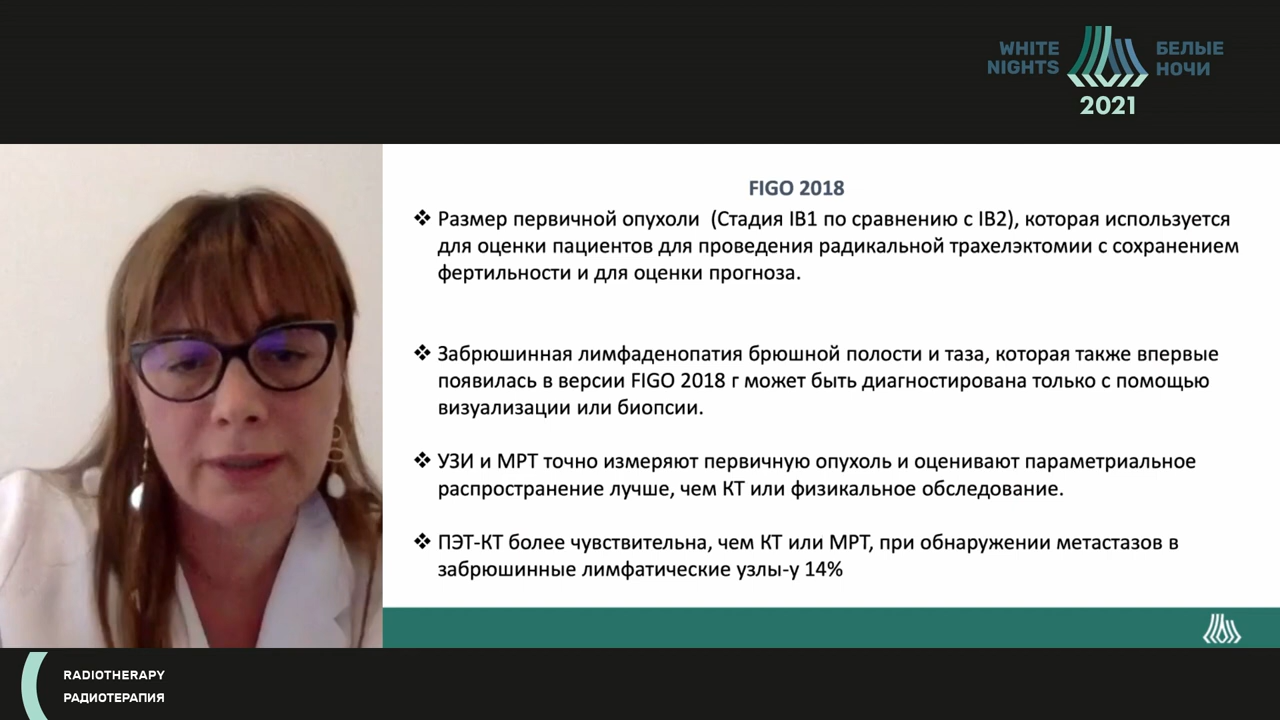 WHITE NIGHTS
БЕЛЫЕ НОЧИ
2021
FIGO 2018
❖ Размер первичной опухоли (Стадия IB1 по сравнению с IB2), которая используется
для оценки пациентов для проведения радикальной трахелэктомии с сохранением
фертильности и для оценки прогноза.
❖ Забрюшинная лимфаденопатия брюшной полости и таза, которая также впервые
появилась в версии FIGO 2018 г может быть диагностирована только с помощью
визуализации или биопсии.
❖ УЗИ и МРТ точно измеряют первичную опухоль и оценивают параметриальное
распространение лучше, чем КТ или физикальное обследование.
❖ ПЭТ-КТ более чувствительна, чем КТ или МРТ, при обнаружении метастазов в
забрюшинные лимфатические узлы-у 14%
RADIOTHERAPY
РАДИОТЕРАПИЯ